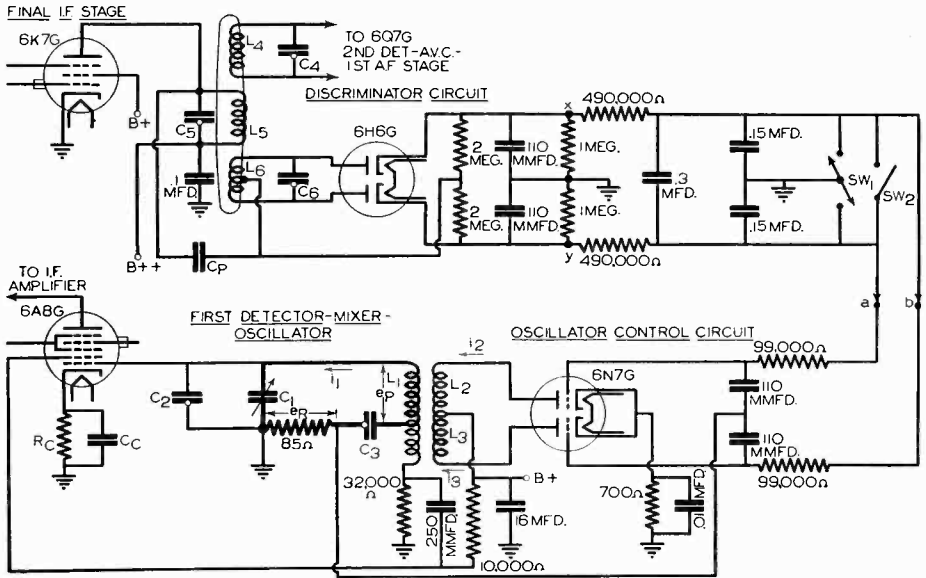 FINAL I.F. STAGE
6K7G
B+
B++
C5
.1
MFD.
L4
L5
L6
C4
C6
CP
TO 6Q7G
2ND DET-A.V.C.-
1ST A.F. STAGE
DISCRIMINATOR CIRCUIT
6H6G
2
MEG.
2
MEG.
110
MMFD.
110
MMFD.
x
1MEG.
1MEG.
y
490,000Ω
490,000Ω
.3
MFD.
.15 MFD.
.15 MFD.
SW1
SW2
a
b
TO I.F.
AMPLIFIER
6A8G
RC
CC
FIRST DETECTOR-MIXER-
OSCILLATOR
C2
C1
i1
eR
85Ω
C3
L1
eP
32,000
Ω
250
MMFD.
i2
L2
L3
i3
B+
16 MFD.
10,000Ω
OSCILLATOR CONTROL CIRCUIT
6N7G
700Ω
.01 MFD.
99,000Ω
110
MMFD.
110
MMFD.
99,000Ω